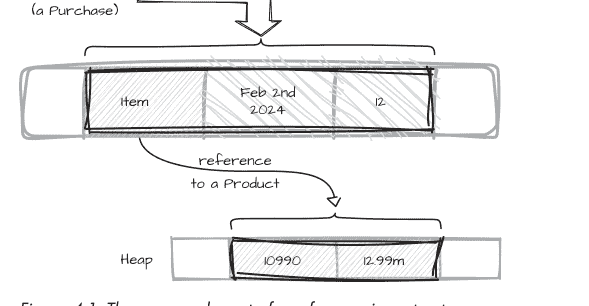 (a Purchase)
Item
Feb 2nd
2024
12
reference
to a Product
Heap
10990
12.99m